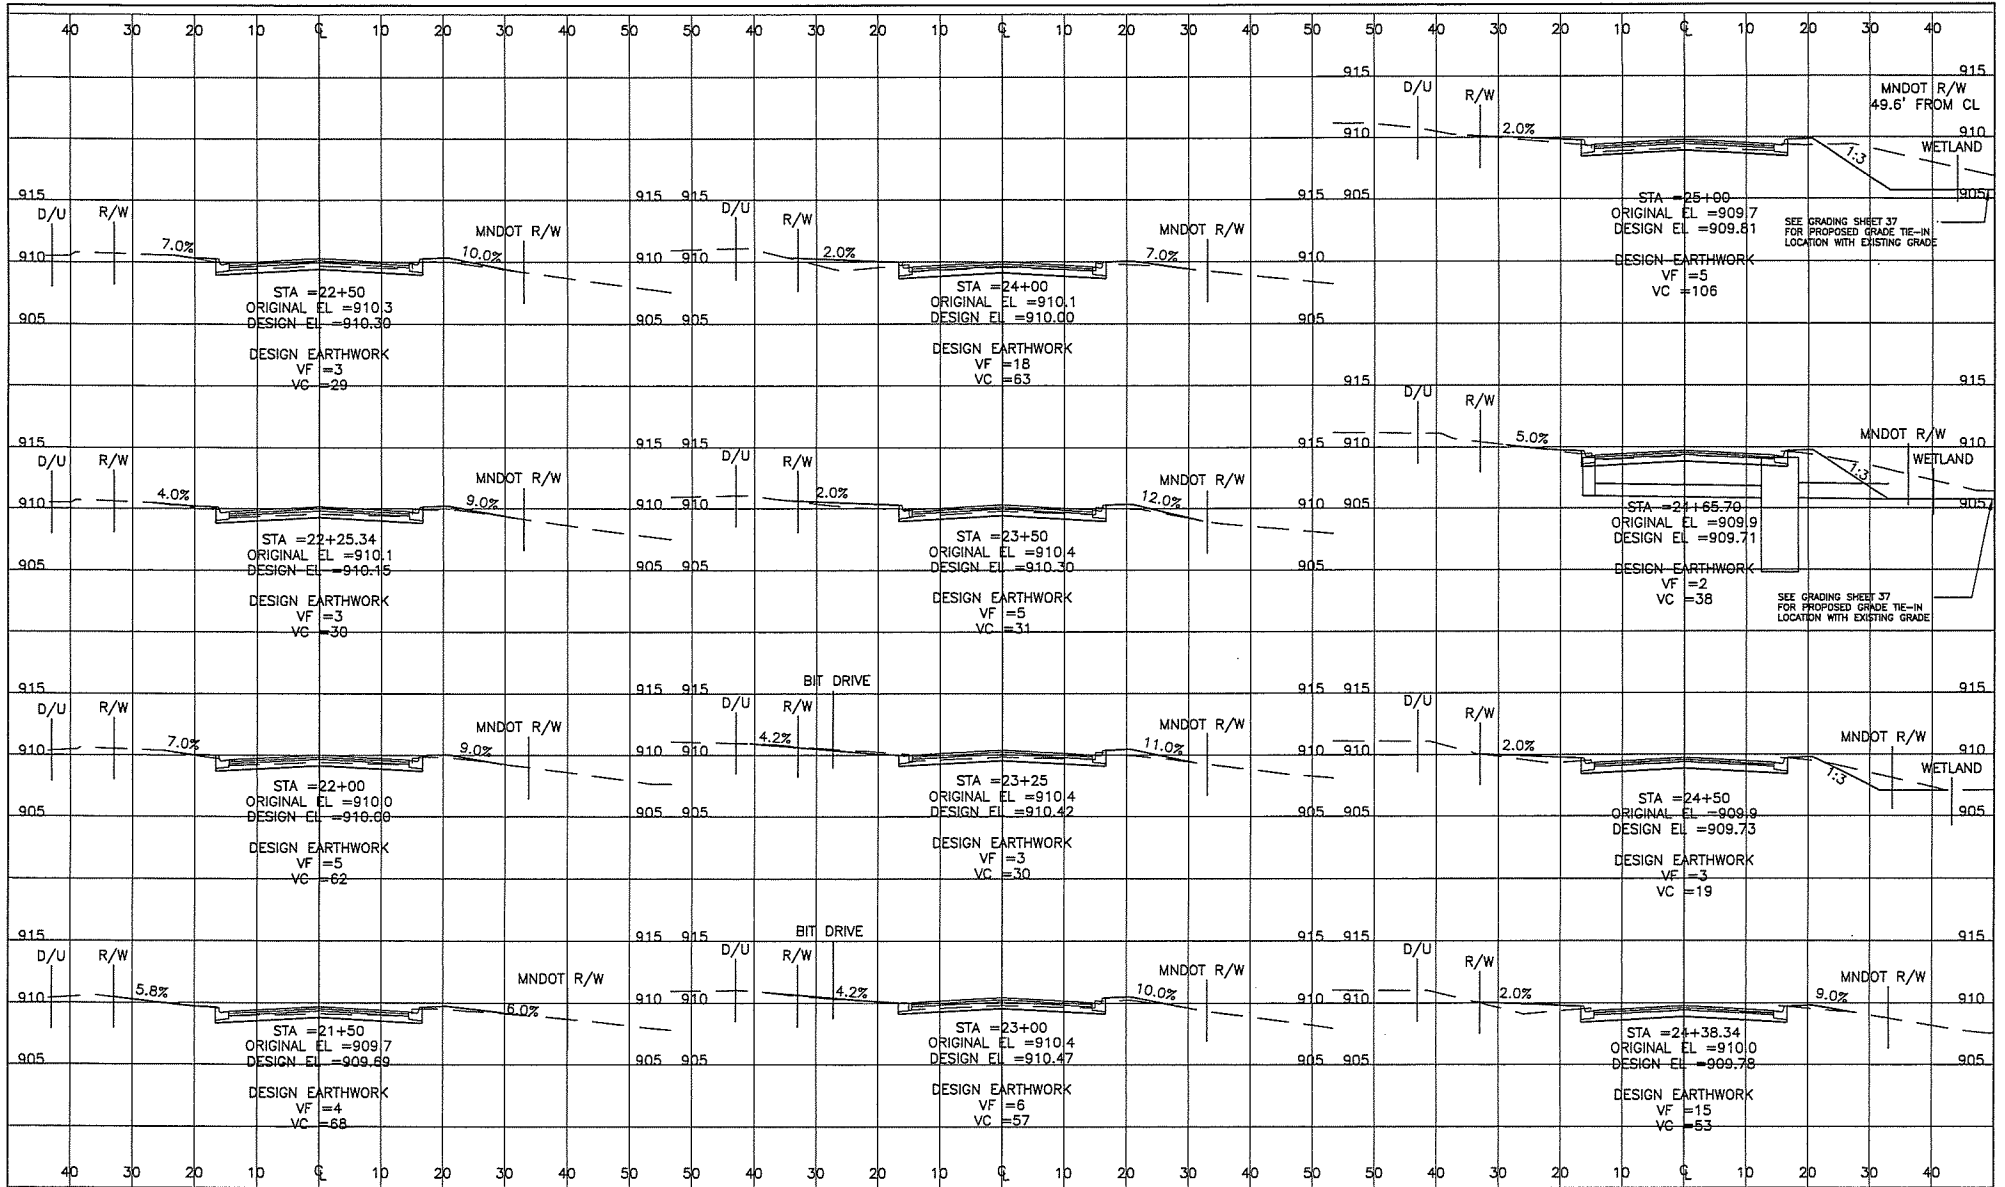 40 30 20 10 ℄ 10 20 30 40 50 40 30 20 10 ℄ 10 20 30 40 50 50 40 30 20 10 ℄ 10 20 30 40
915 915
D/U R/W 2.0% MNDOT R/W
49.6' FROM CL
910 910
WETLAND
1:3
905 905
STA =25+00
ORIGINAL EL =909.7
DESIGN EL =909.81
DESIGN EARTHWORK
VF =5
VC =106
SEE GRADING SHEET 37
FOR PROPOSED GRADE TIE-IN
LOCATION WITH EXISTING GRADE
915 915
D/U R/W 7.0% 10.0% MNDOT R/W
910 910
STA =22+50
ORIGINAL EL =910.3
DESIGN EL =910.30
905 905
DESIGN EARTHWORK
VF =3
VC =29
915 915
D/U R/W 2.0% 7.0% MNDOT R/W
910 910
STA =24+00
ORIGINAL EL =910.1
DESIGN EL =910.00
905 905
DESIGN EARTHWORK
VF =18
VC =63
915 915
D/U R/W 5.0% MNDOT R/W
910 910
WETLAND
1:3
905 905
STA =24+65.70
ORIGINAL EL =909.9
DESIGN EL =909.71
DESIGN EARTHWORK
VF =2
VC =38
SEE GRADING SHEET 37
FOR PROPOSED GRADE TIE-IN
LOCATION WITH EXISTING GRADE
915 915
D/U R/W 4.0% 9.0% MNDOT R/W
910 910
STA =22+25.34
ORIGINAL EL =910.1
DESIGN EL =910.15
905 905
DESIGN EARTHWORK
VF =3
VC =30
915 915
D/U R/W 2.0% 12.0% MNDOT R/W
910 910
STA =23+50
ORIGINAL EL =910.4
DESIGN EL =910.30
905 905
DESIGN EARTHWORK
VF =5
VC =31
915 915
D/U R/W 7.0% 9.0% MNDOT R/W
910 910
STA =22+00
ORIGINAL EL =910.0
DESIGN EL =910.00
905 905
DESIGN EARTHWORK
VF =5
VC =62
BIT DRIVE
915 915
D/U R/W 4.2% 11.0% MNDOT R/W
910 910
STA =23+25
ORIGINAL EL =910.4
DESIGN EL =910.42
905 905
DESIGN EARTHWORK
VF =3
VC =30
915 915
D/U R/W 2.0% MNDOT R/W
910 910
WETLAND
1:3
STA =24+50
ORIGINAL EL =909.9
DESIGN EL =909.73
905 905
DESIGN EARTHWORK
VF =3
VC =19
915 915
D/U R/W 5.8% 6.0% MNDOT R/W
910 910
STA =21+50
ORIGINAL EL =909.7
DESIGN EL =909.69
905 905
DESIGN EARTHWORK
VF =4
VC =68
BIT DRIVE
915 915
D/U R/W 4.2% 10.0% MNDOT R/W
910 910
STA =23+00
ORIGINAL EL =910.4
DESIGN EL =910.47
905 905
DESIGN EARTHWORK
VF =6
VC =57
915 915
D/U R/W 2.0% 9.0% MNDOT R/W
910 910
STA =24+38.34
ORIGINAL EL =910.0
DESIGN EL =909.78
905 905
DESIGN EARTHWORK
VF =15
VC =53
40 30 20 10 ℄ 10 20 30 40 50 40 30 20 10 ℄ 10 20 30 40 50 50 40 30 20 10 ℄ 10 20 30 40